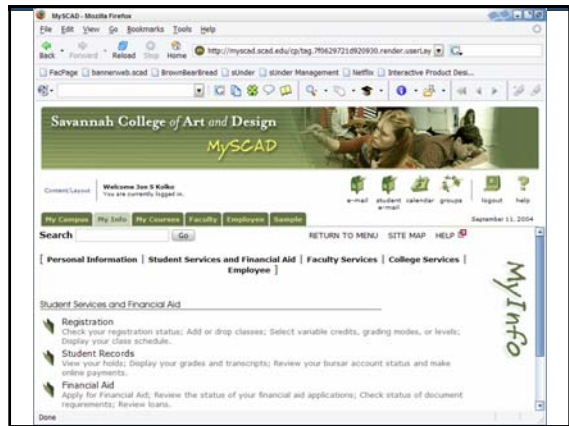 MySCAD - Mozilla Firefox
File Edit View Go Bookmarks Tools Help
Back Forward Reload Stop Home http://myscad.scad.edu/cp/tag.7f0629721d920930.render.userLay
FacPage bannerweb.scad BrownBearBread sUnder sUnder Management Netflix Interactive Product Desi...
Savannah College of Art and Design
MySCAD
Content/Layout Welcome Jon S Kolko
You are currently logged in.
e-mail student e-mail calendar groups logout help
My Campus My Info My Courses Faculty Employee Sample September 11, 2004
Search Go RETURN TO MENU SITE MAP HELP
[ Personal Information | Student Services and Financial Aid | Faculty Services | College Services |
Employee ]
MyInfo
Student Services and Financial Aid
Registration
Check your registration status; Add or drop classes; Select variable credits, grading modes, or levels;
Display your class schedule.
Student Records
View your holds; Display your grades and transcripts; Review your bursar account status and make
online payments.
Financial Aid
Apply for Financial Aid; Review the status of your financial aid applications; Check status of document
requirements; Review loans.
Done